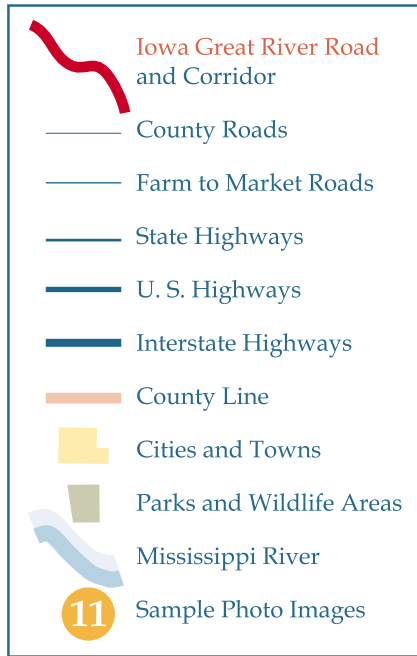 Iowa Great River Road
and Corridor
County Roads
Farm to Market Roads
State Highways
U. S. Highways
Interstate Highways
County Line
Cities and Towns
Parks and Wildlife Areas
Mississippi River
11 Sample Photo Images